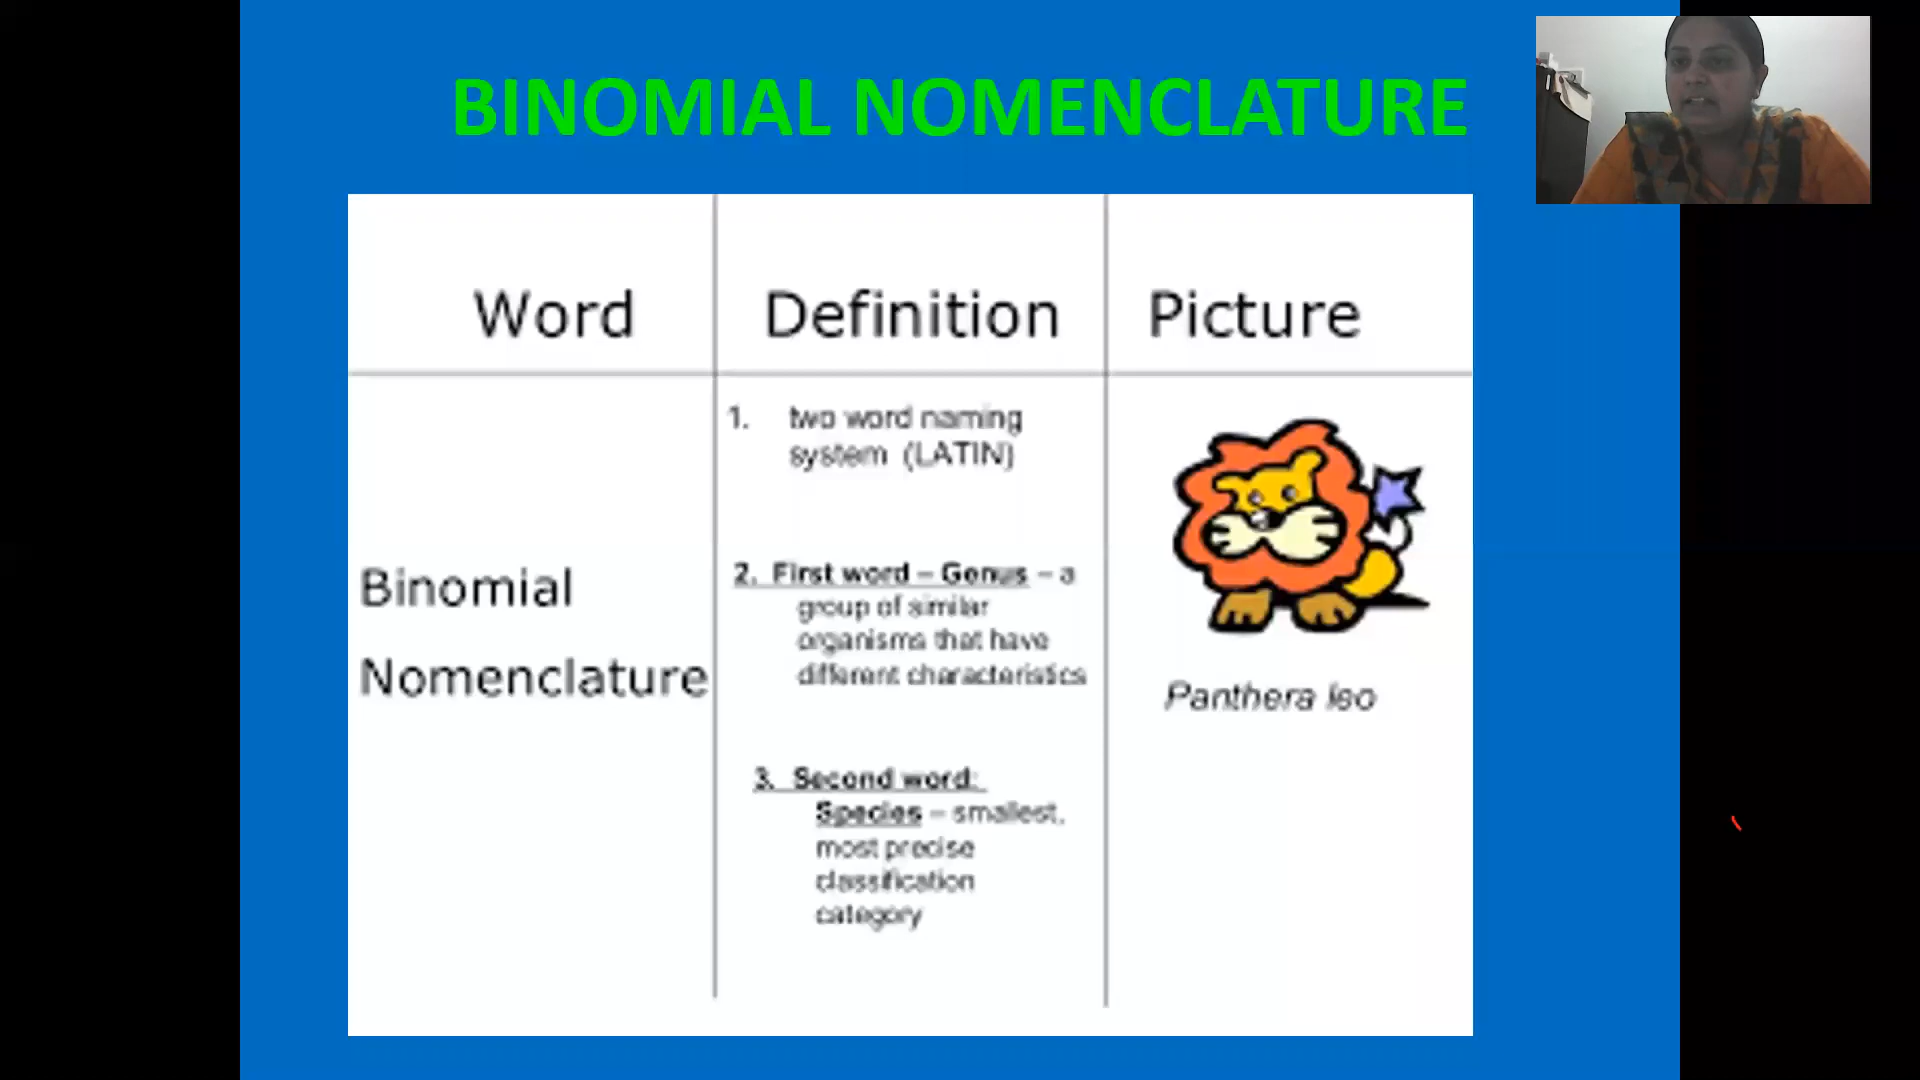 BINOMIAL NOMENCLATURE
Word
Definition
Picture
Binomial
Nomenclature
1. two word naming
system (LATIN)
2. First word – Genus – a
group of similar
organisms that have
different characteristics
3. Second word:
Species – smallest,
most precise
classification
category
Panthera leo